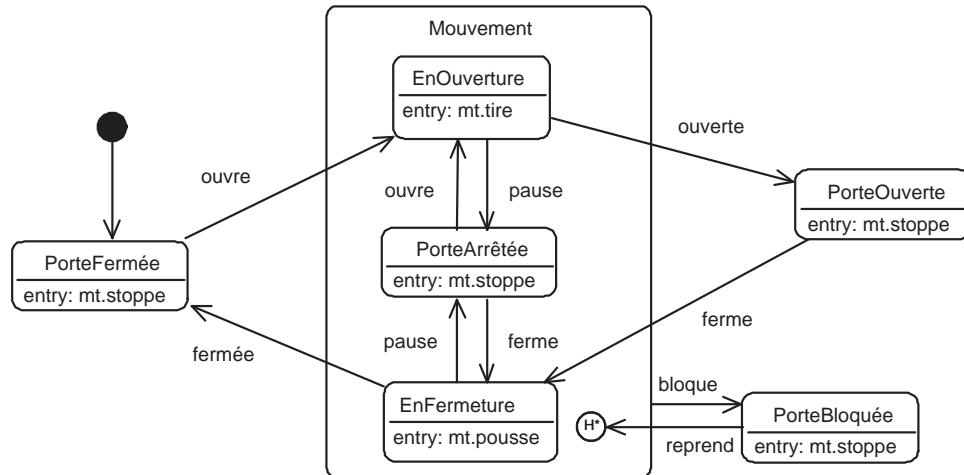 Mouvement
EnOuverture
entry: mt.tire
ouverte
ouvre
ouvre
pause
PorteOuverte
entry: mt.stoppe
PorteFermée
entry: mt.stoppe
PorteArrêtée
entry: mt.stoppe
fermée
pause
ferme
ferme
bloque
EnFermeture
entry: mt.pousse
H*
reprend
PorteBloquée
entry: mt.stoppe